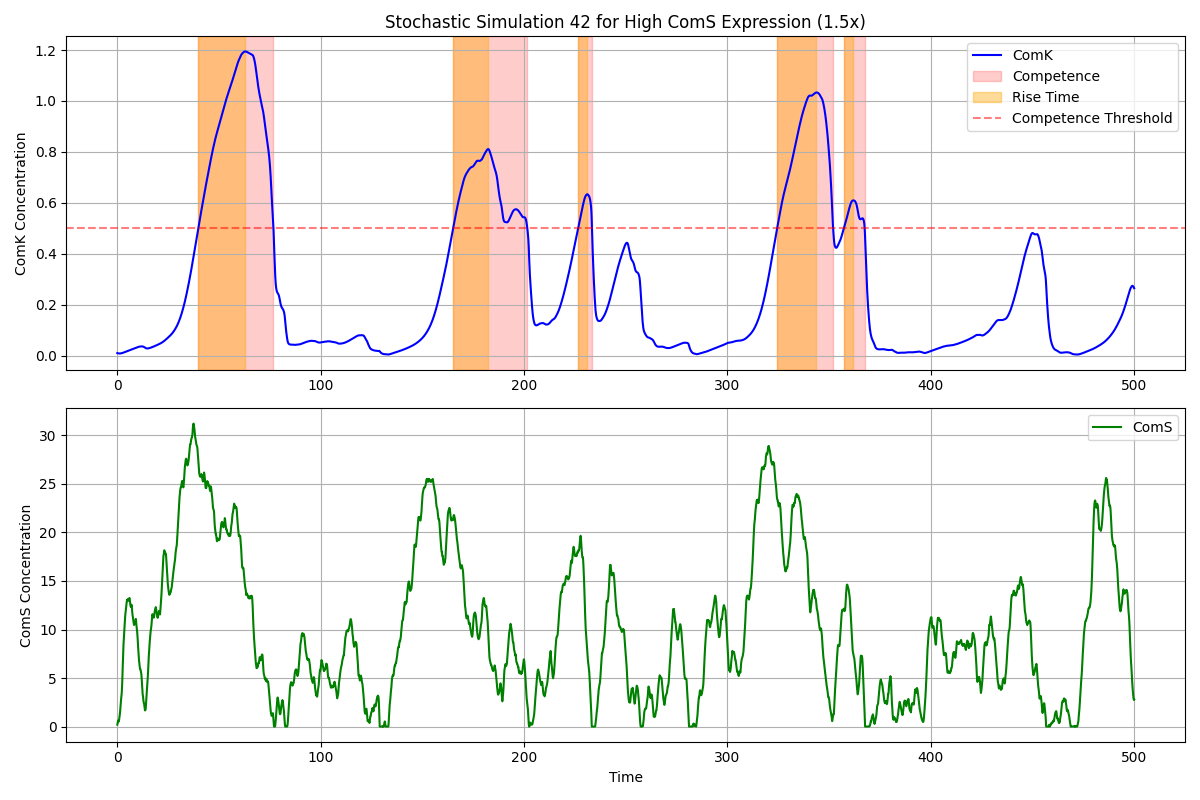 Stochastic Simulation 42 for High ComS Expression (1.5x)
ComK Concentration
1.2
1.0
0.8
0.6
0.4
0.2
0.0
ComK
Competence
Rise Time
Competence Threshold
0 100 200 300 400 500
ComS Concentration
30
25
20
15
10
5
0
ComS
0 100 200 300 400 500
Time